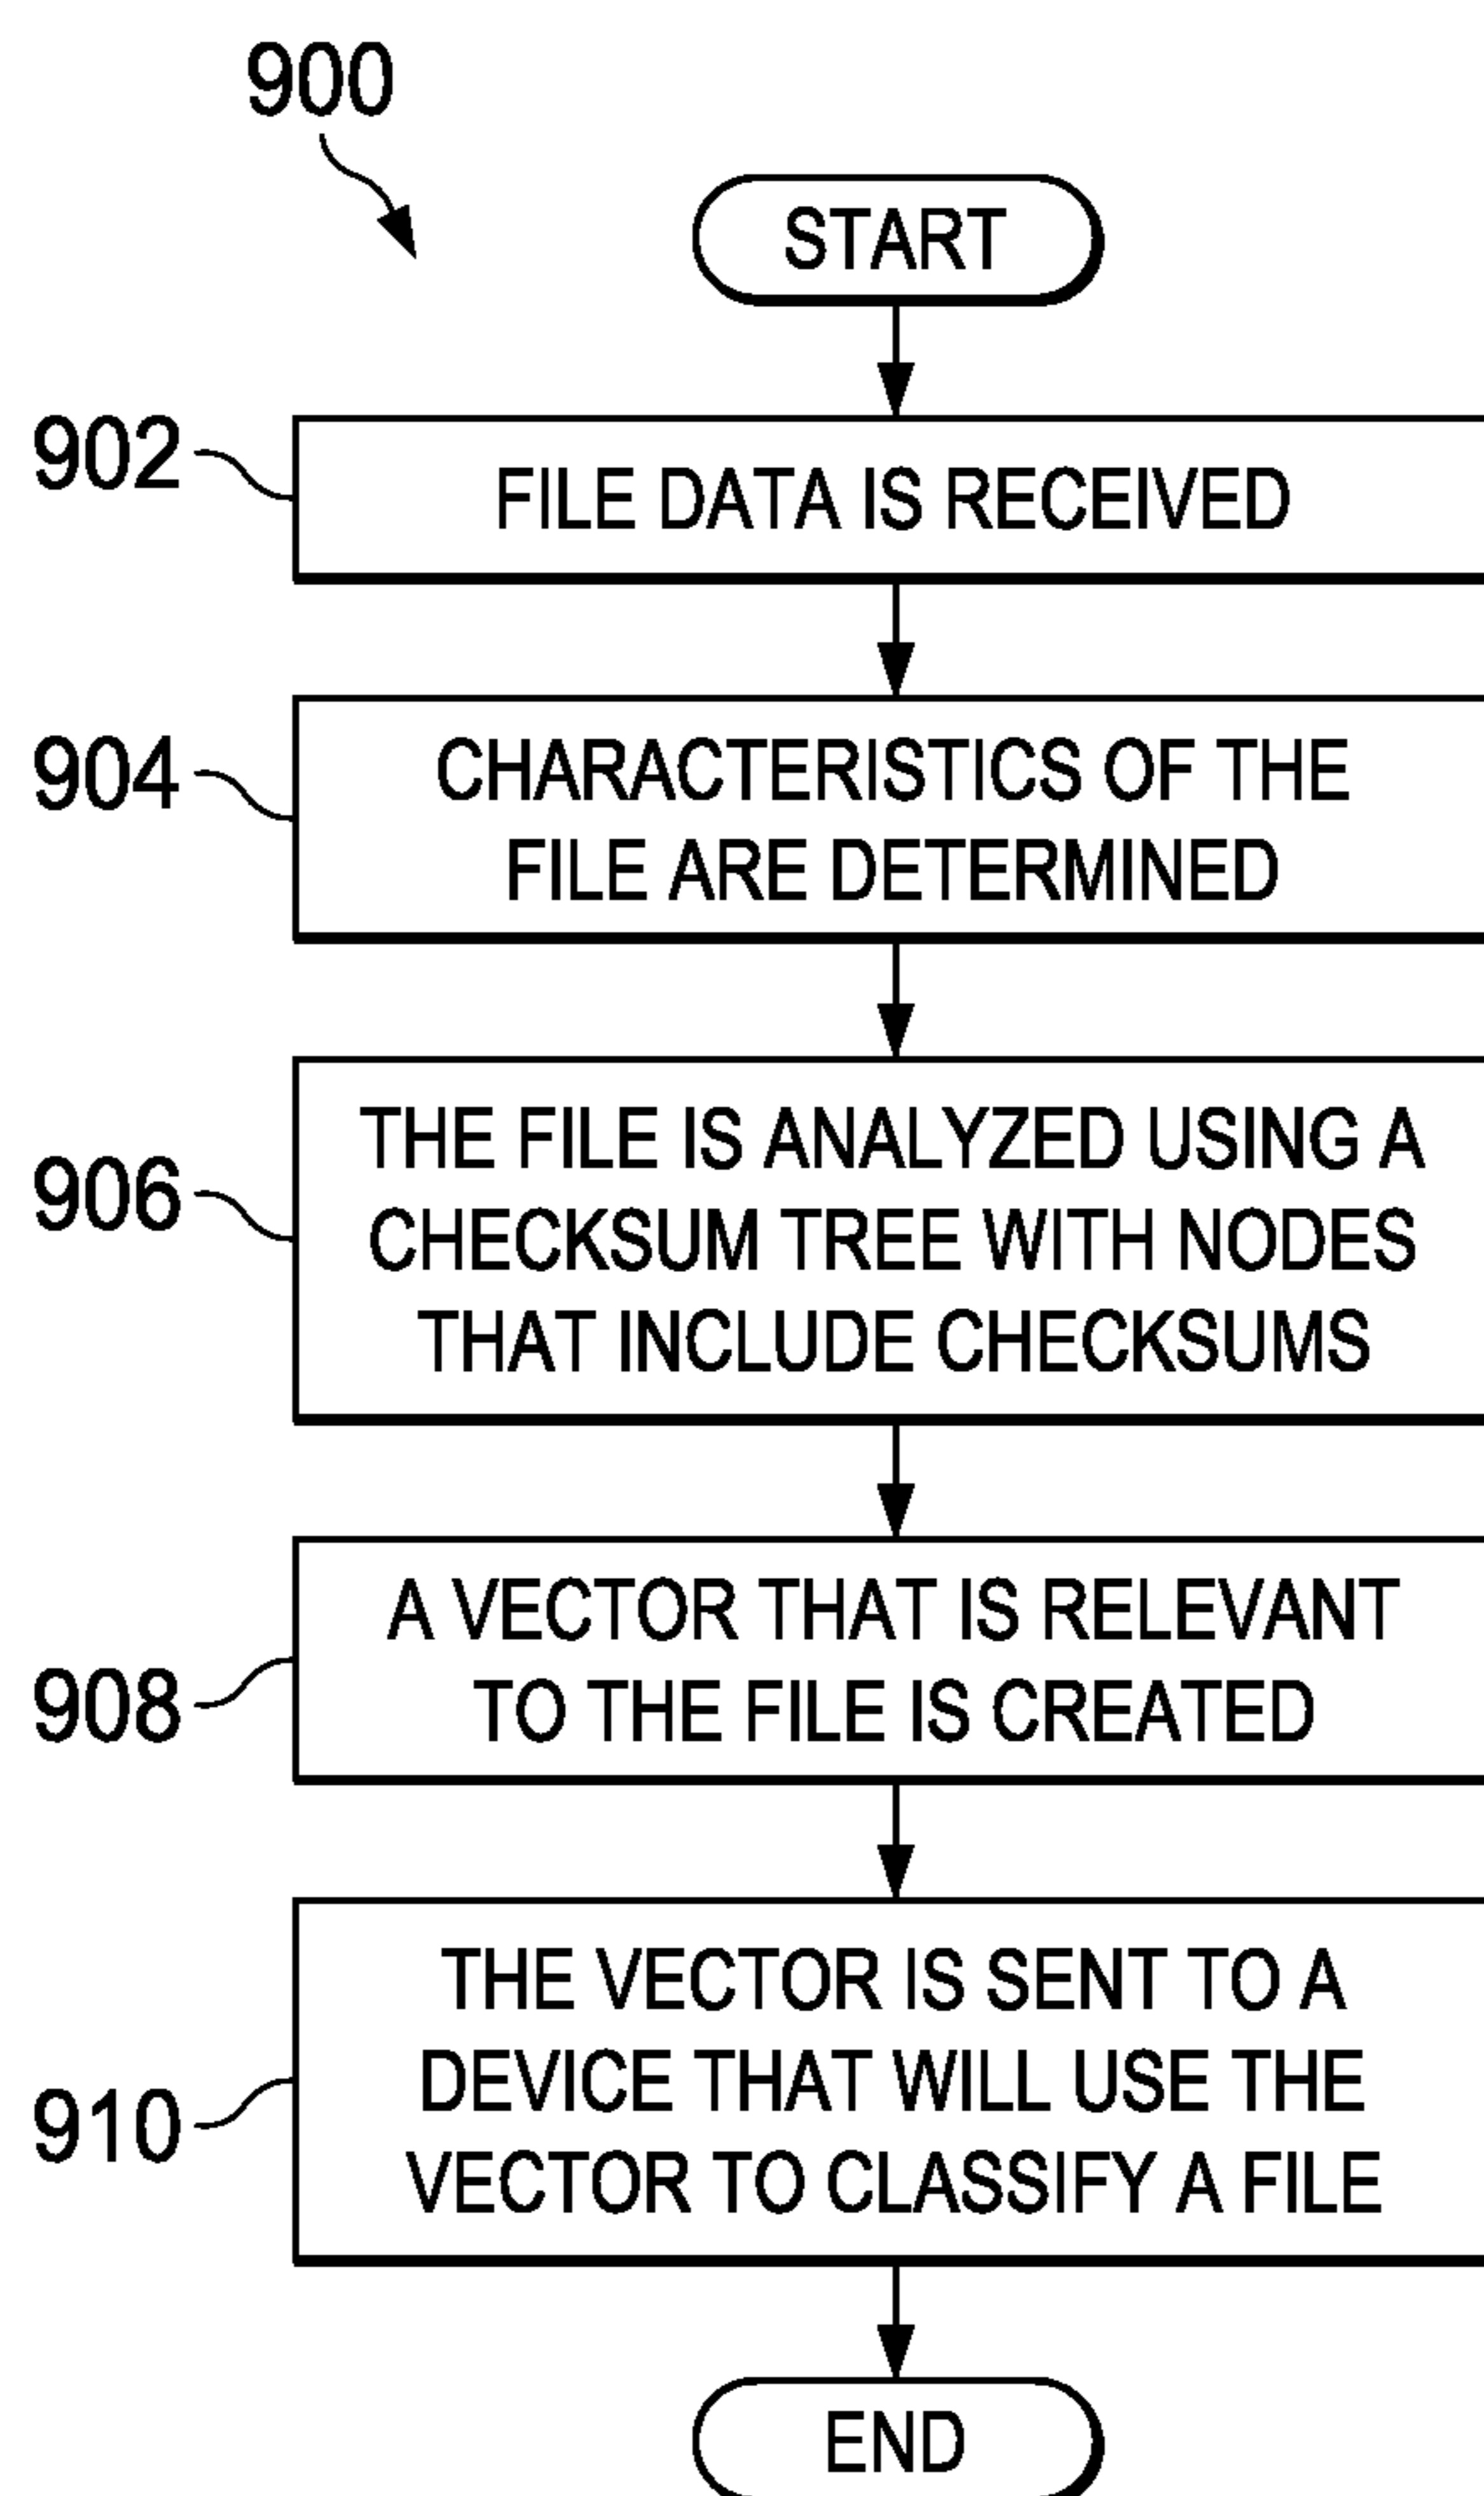 900
START
902
FILE DATA IS RECEIVED
904
CHARACTERISTICS OF THE
FILE ARE DETERMINED
906
THE FILE IS ANALYZED USING A
CHECKSUM TREE WITH NODES
THAT INCLUDE CHECKSUMS
908
A VECTOR THAT IS RELEVANT
TO THE FILE IS CREATED
910
THE VECTOR IS SENT TO A
DEVICE THAT WILL USE THE
VECTOR TO CLASSIFY A FILE
END